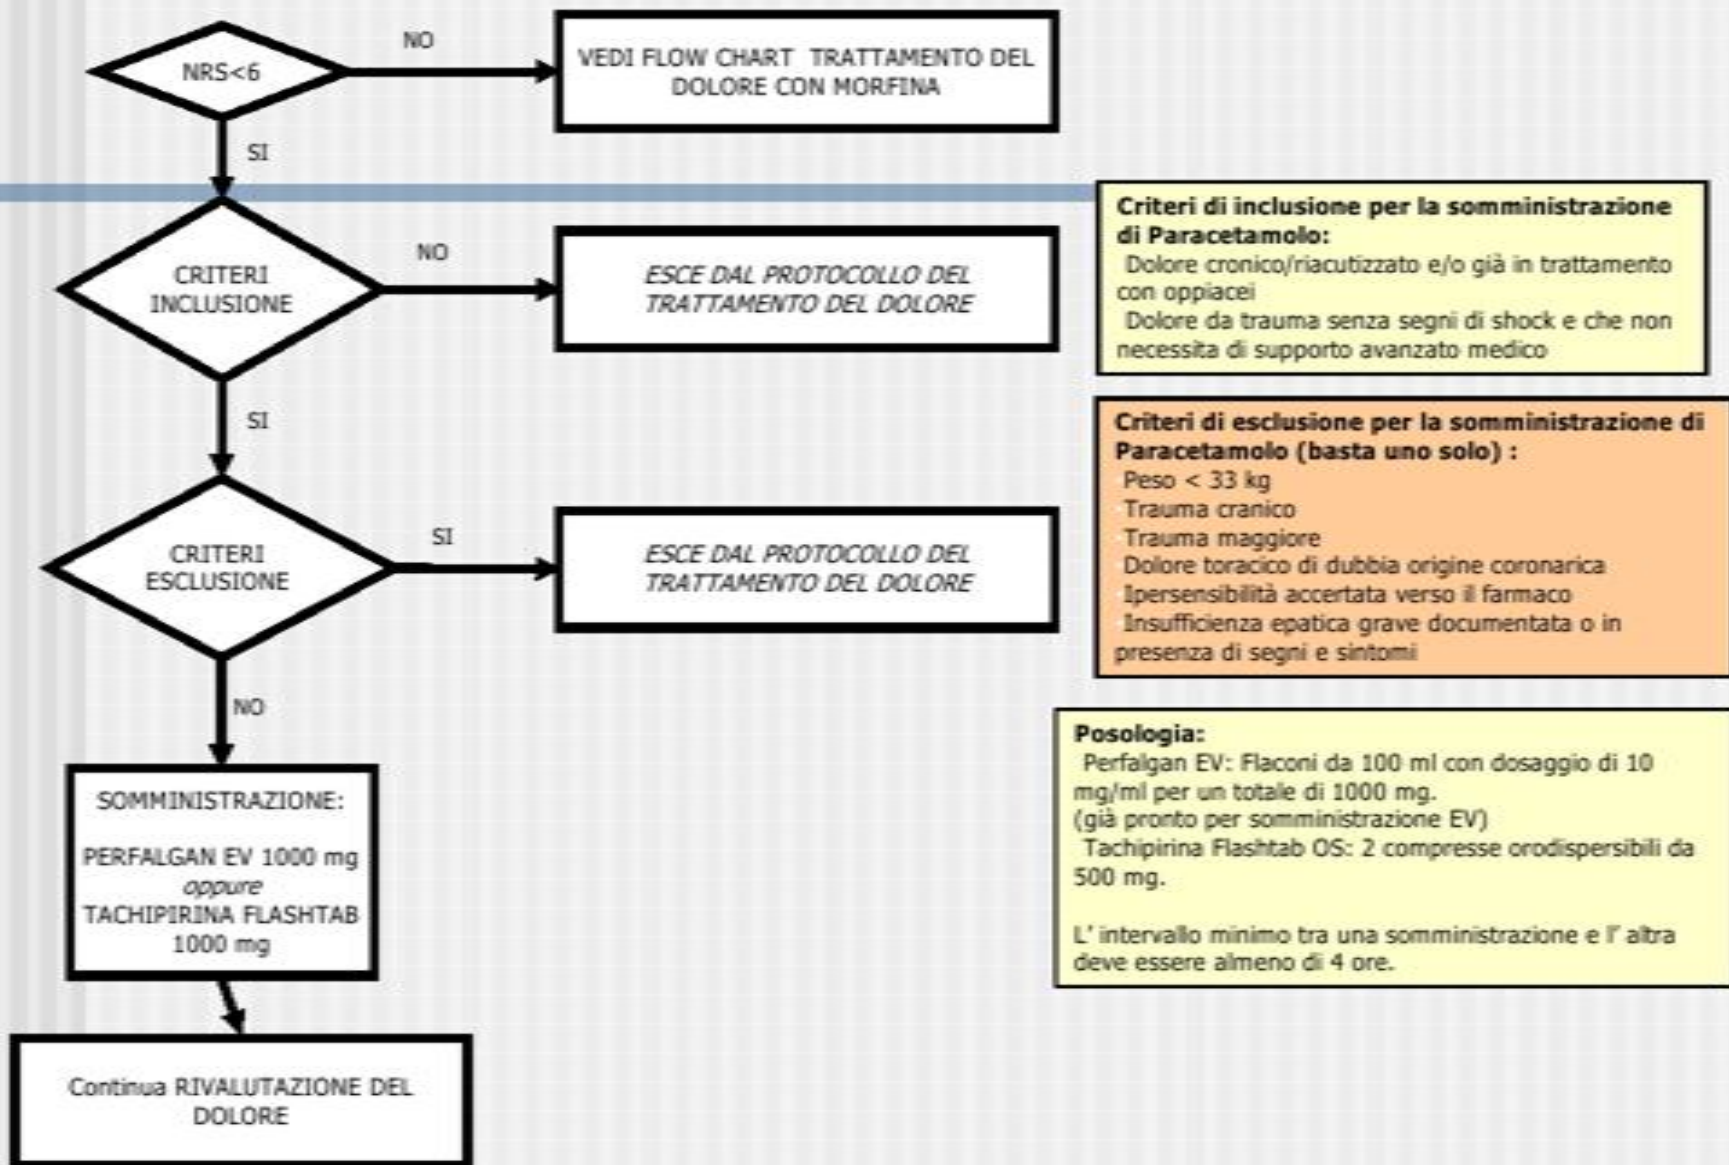 NRS<6
NO
VEDI FLOW CHART TRATTAMENTO DEL
DOLORE CON MORFINA
SI
CRITERI
INCLUSIONE
NO
ESCE DAL PROTOCOLLO DEL
TRATTAMENTO DEL DOLORE
Criteri di inclusione per la somministrazione
di Paracetamolo:
Dolore cronico/riacutizzato e/o già in trattamento
con oppiacei
Dolore da trauma senza segni di shock e che non
necessita di supporto avanzato medico
SI
CRITERI
ESCLUSIONE
SI
ESCE DAL PROTOCOLLO DEL
TRATTAMENTO DEL DOLORE
Criteri di esclusione per la somministrazione di
Paracetamolo (basta uno solo) :
Peso < 33 kg
Trauma cranico
Trauma maggiore
Dolore toracico di dubbia origine coronarica
Ipersensibilità accertata verso il farmaco
Insufficienza epatica grave documentata o in
presenza di segni e sintomi
NO
SOMMINISTRAZIONE:
PERFALGAN EV 1000 mg
oppure
TACHIPIRINA FLASHTAB
1000 mg
Posologia:
Perfalgan EV: Flaconi da 100 ml con dosaggio di 10
mg/ml per un totale di 1000 mg.
(già pronto per somministrazione EV)
Tachipirina Flashtab OS: 2 compresse orodispersibili da
500 mg.
L' intervallo minimo tra una somministrazione e l' altra
deve essere almeno di 4 ore.
Continua RIVALUTAZIONE DEL
DOLORE